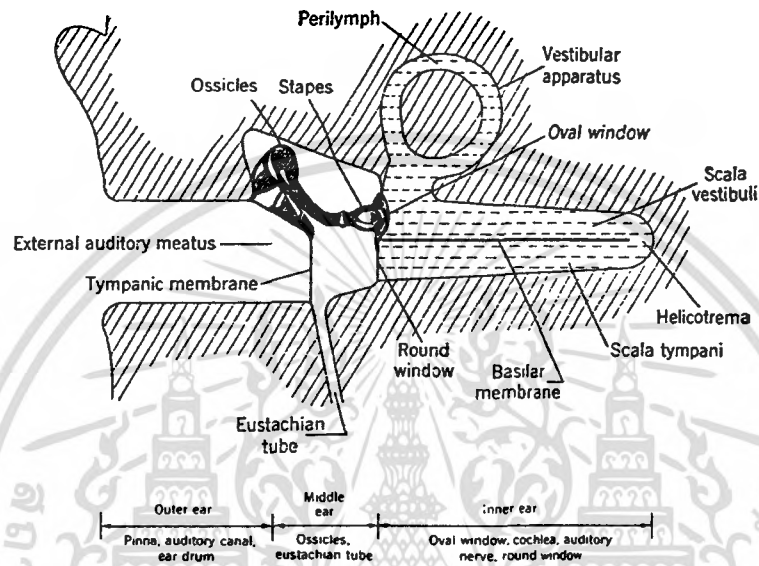 Perilymph
Vestibular
apparatus
Ossicles
Stapes
Oval window
Scala
vestibuli
External auditory meatus
Tympanic membrane
Helicotrema
Round
window
Scala tympani
Basilar
membrane
Eustachian
tube
Outer ear
Middle
ear
Inner ear
Pinna, auditory canal,
ear drum
Ossicles,
eustachian tube
Oval window, cochlea, auditory
nerve, round window